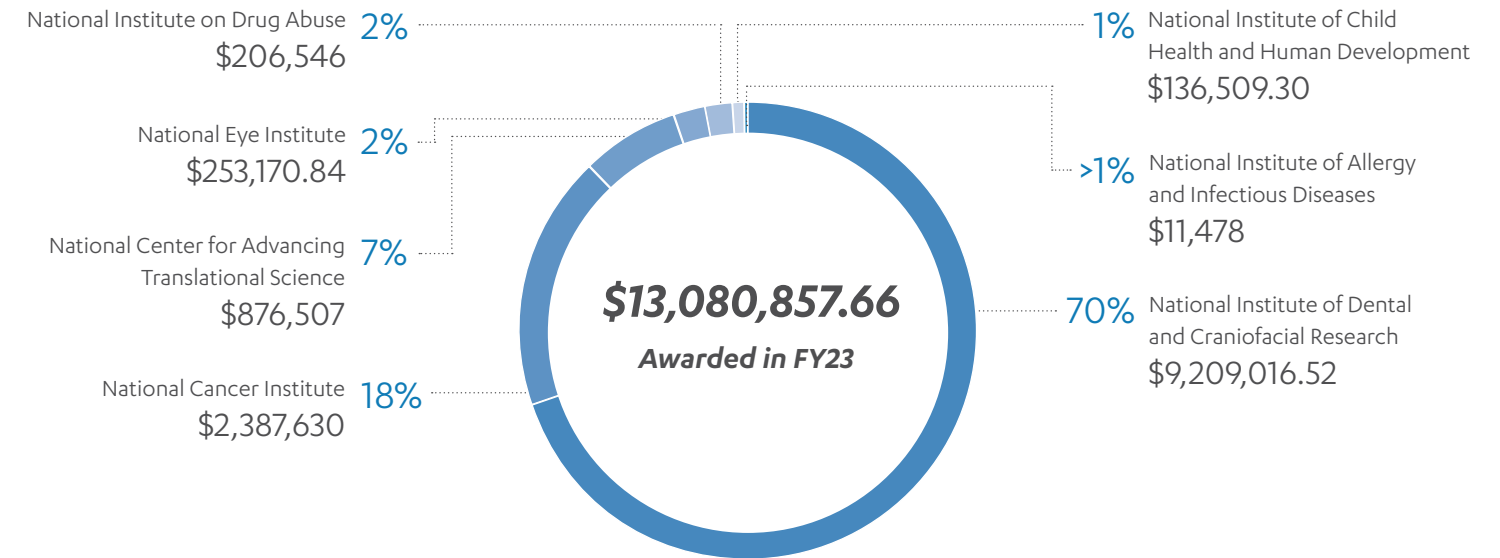 National Institute on Drug Abuse 2%
$206,546
National Eye Institute 2%
$253,170.84
National Center for Advancing 7%
Translational Science
$876,507
National Cancer Institute 18%
$2,387,630
$13,080,857.66
Awarded in FY23
1% National Institute of Child
Health and Human Development
$136,509.30
>1% National Institute of Allergy
and Infectious Diseases
$11,478
70% National Institute of Dental
and Craniofacial Research
$9,209,016.52